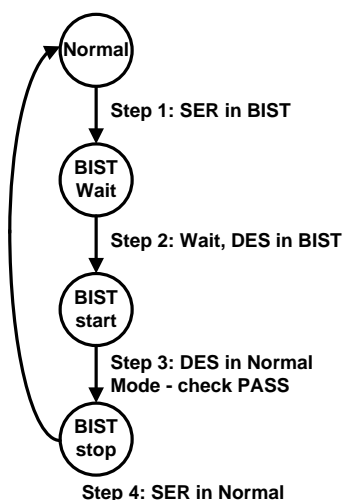 Normal
Step 1: SER in BIST
BIST
Wait
Step 2: Wait, DES in BIST
BIST
start
Step 3: DES in Normal
Mode - check PASS
BIST
stop
Step 4: SER in Normal